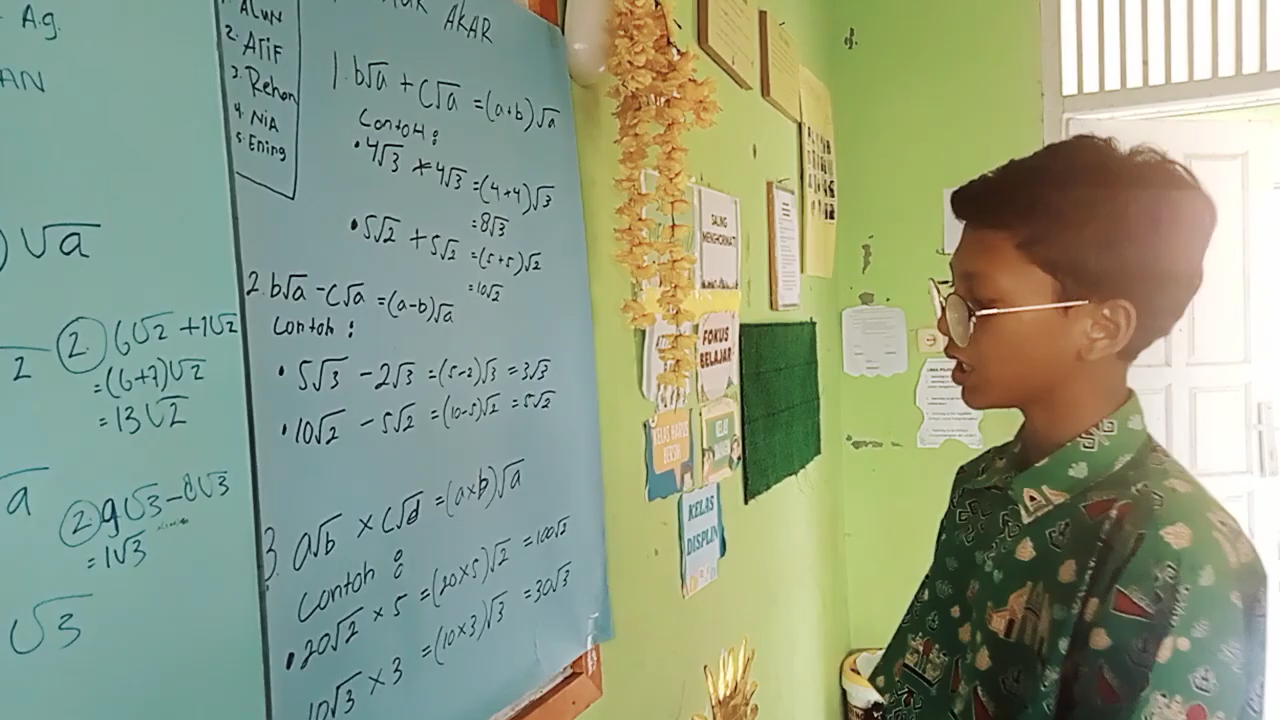 A.g.
AN
)√a
2
2. 6√2 + 7√2
= (6+7)√2
= 13√2
√a
2 9√3 - 8√3
= 1√3
√3
1. ALWN
2. ATIF
3. Rehan
4. NIA
5. Ening
AKAR
1. b√a + c√a = (a+b)√a
Contoh :
• 4√3 + 4√3 = (4+4)√3
= 8√3
• 5√2 + 5√2 = (5+5)√2
= 10√2
2. b√a - c√a = (a-b)√a
Contoh :
• 5√3 - 2√3 = (5-2)√3 = 3√3
• 10√2 - 5√2 = (10-5)√2 = 5√2
3. a√b × c√d = (a×b)√a
Contoh :
• 20√2 × 5 = (20×5)√2 = 100√2
10√3 × 3 = (10×3)√3 = 30√3
SALING
MENGHORMATI
FOKUS
BELAJAR
KELAS HARUS
BERSIH
KELAS
KELAS
DISPLIN